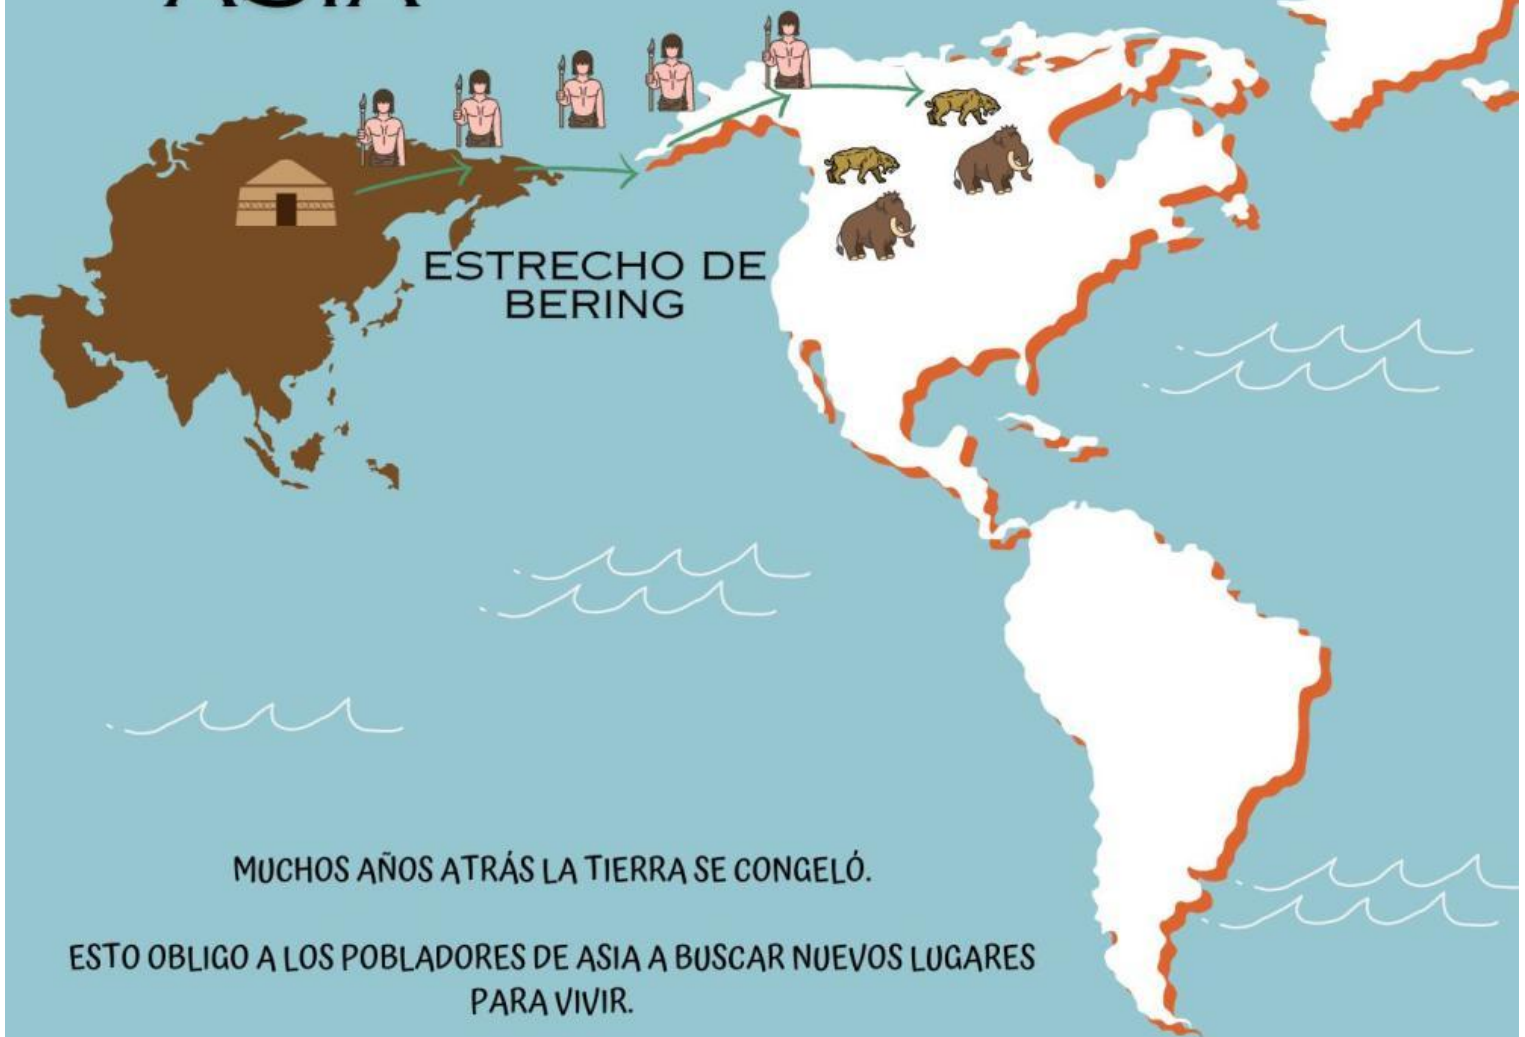 ASIA
ESTRECHO DE
BERING
MUCHOS AÑOS ATRÁS LA TIERRA SE CONGELÓ.
ESTO OBLIGO A LOS POBLADORES DE ASIA A BUSCAR NUEVOS LUGARES
PARA VIVIR.